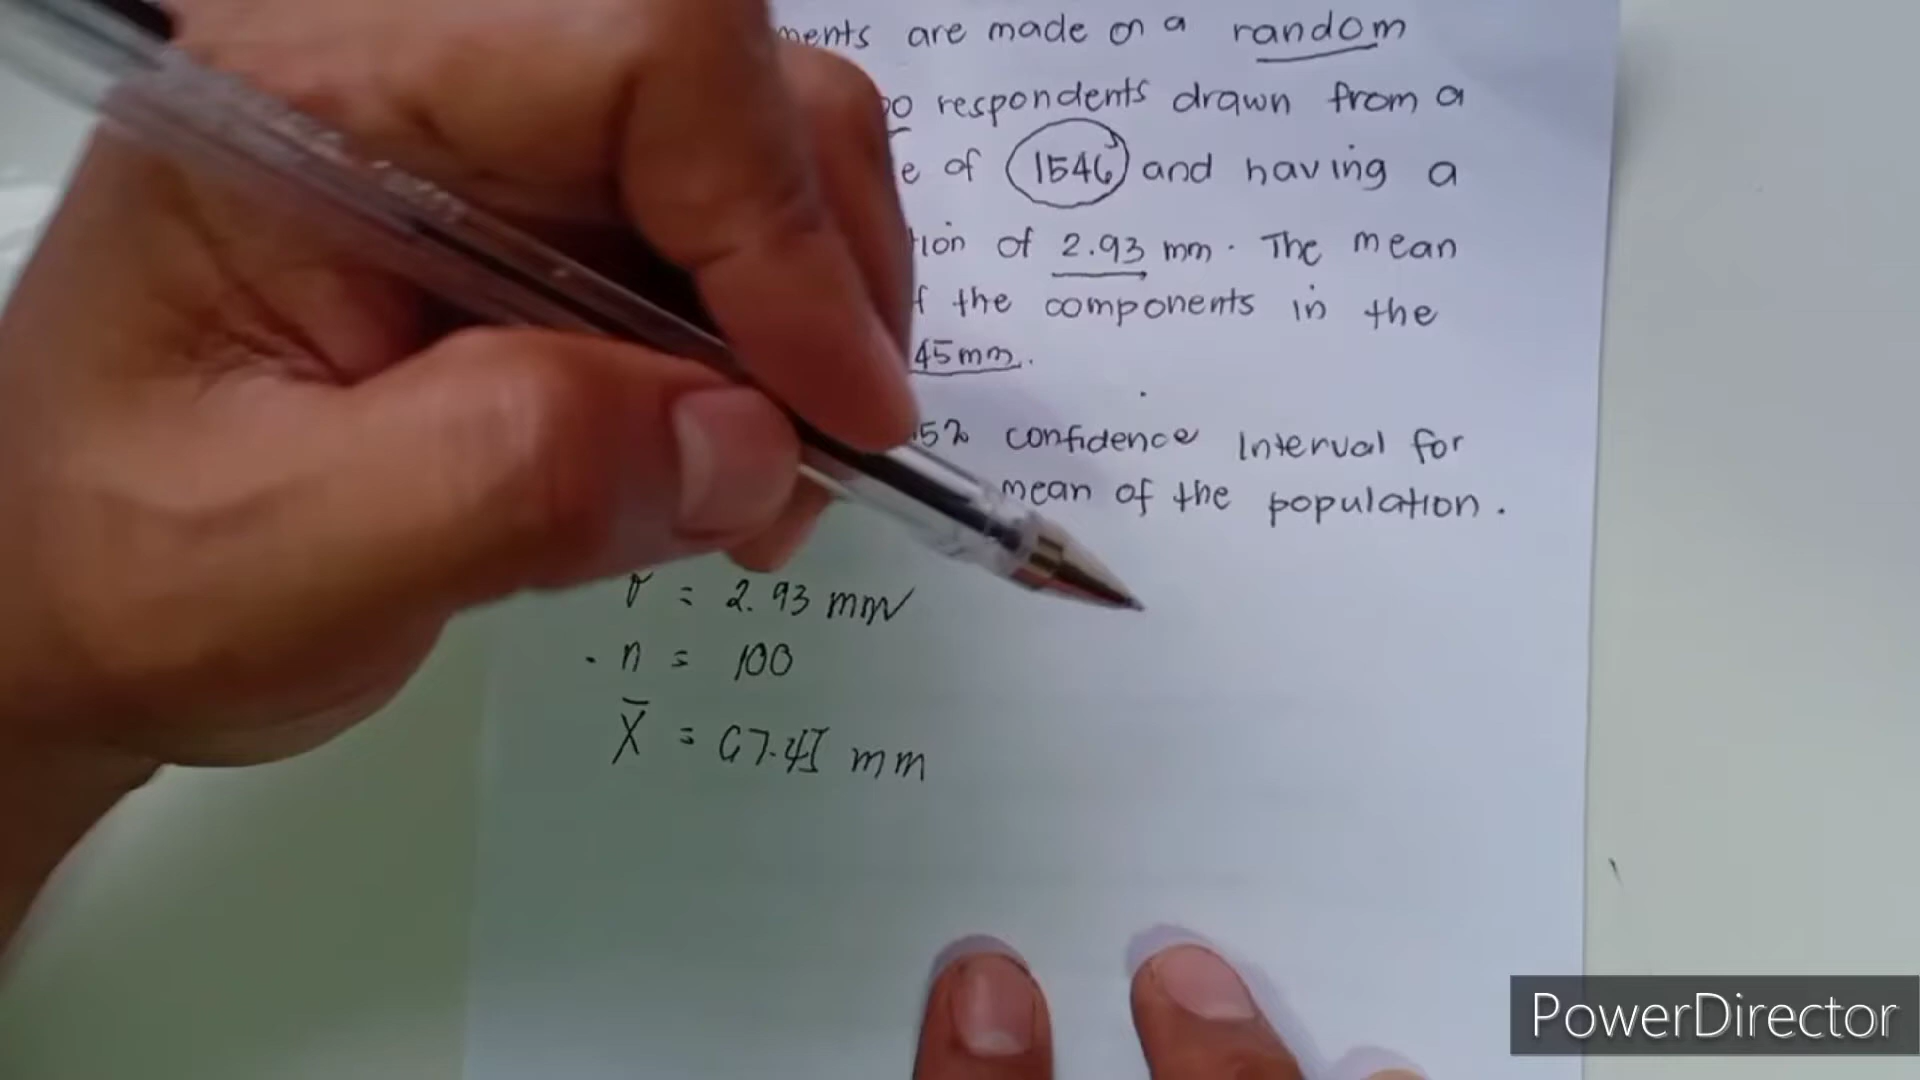 ments are made on a random
00 respondents drawn from a
e of 1546 and having a
tion of 2.93 mm. The mean
f the components in the
45mm.
5% confidence Interval for
mean of the population.
σ = 2.93 mm
n = 100
X̄ = 67.45 mm
PowerDirector